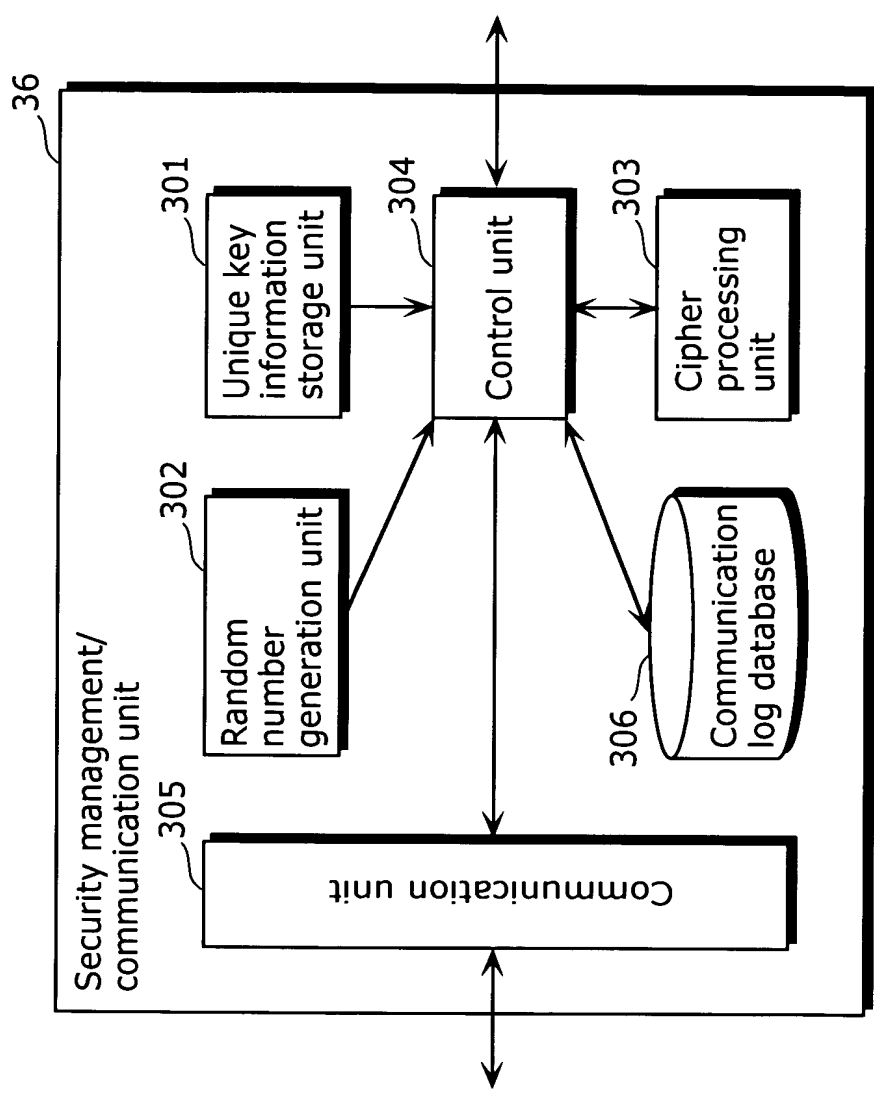 36
Security management/
communication unit
305
Communication unit
302
Random
number
generation unit
301
Unique key
information
storage unit
304
Control unit
306
Communication
log database
303
Cipher
processing
unit